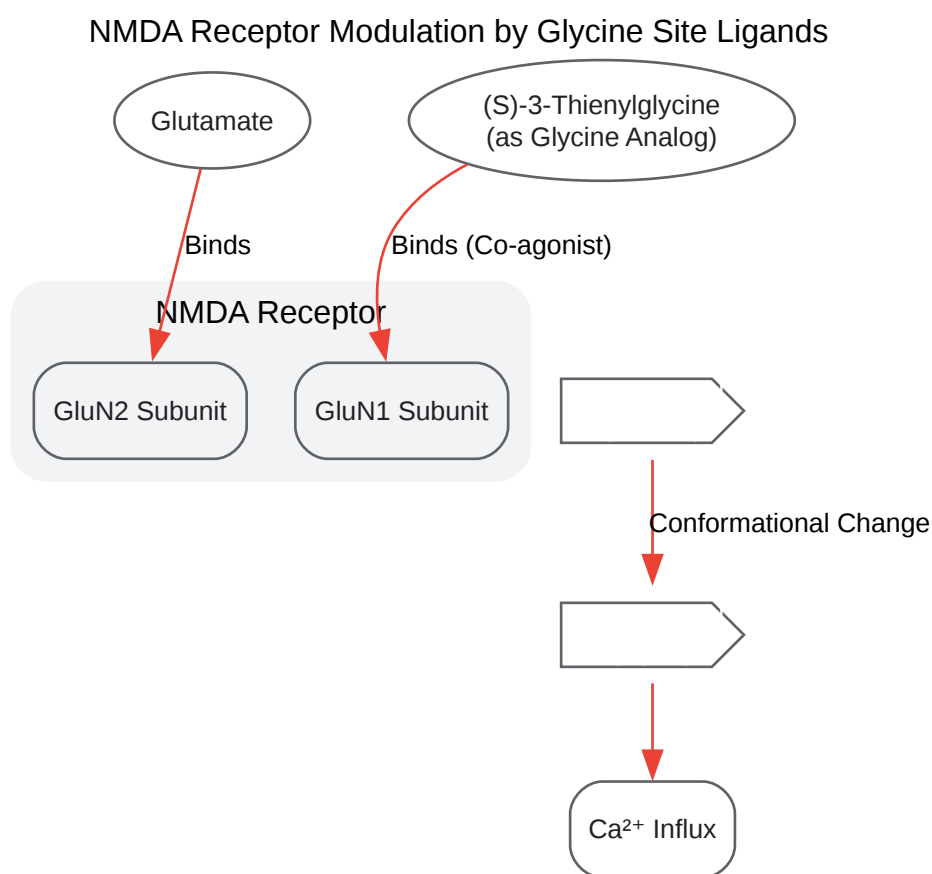 NMDA Receptor Modulation by Glycine Site Ligands
Glutamate
(S)-3-Thienylglycine
(as Glycine Analog)
Binds
Binds (Co-agonist)
NMDA Receptor
GluN2 Subunit
GluN1 Subunit
Conformational Change
Ca²⁺ Influx